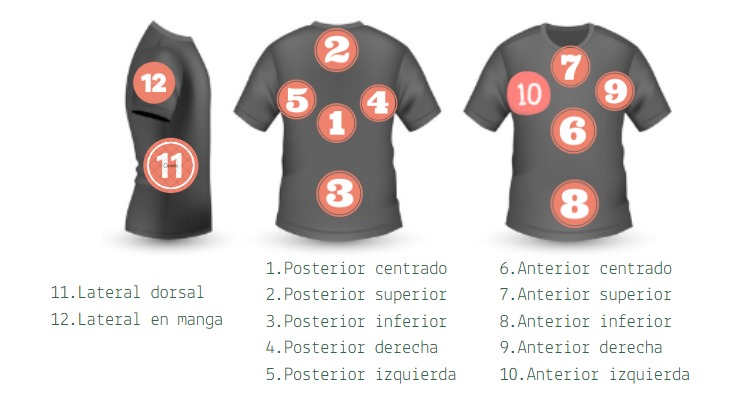 12
11
2
5
4
1
3
7
10
9
6
8
11.Lateral dorsal
12.Lateral en manga
1.Posterior centrado
2.Posterior superior
3.Posterior inferior
4.Posterior derecha
5.Posterior izquierda
6.Anterior centrado
7.Anterior superior
8.Anterior inferior
9.Anterior derecha
10.Anterior izquierda